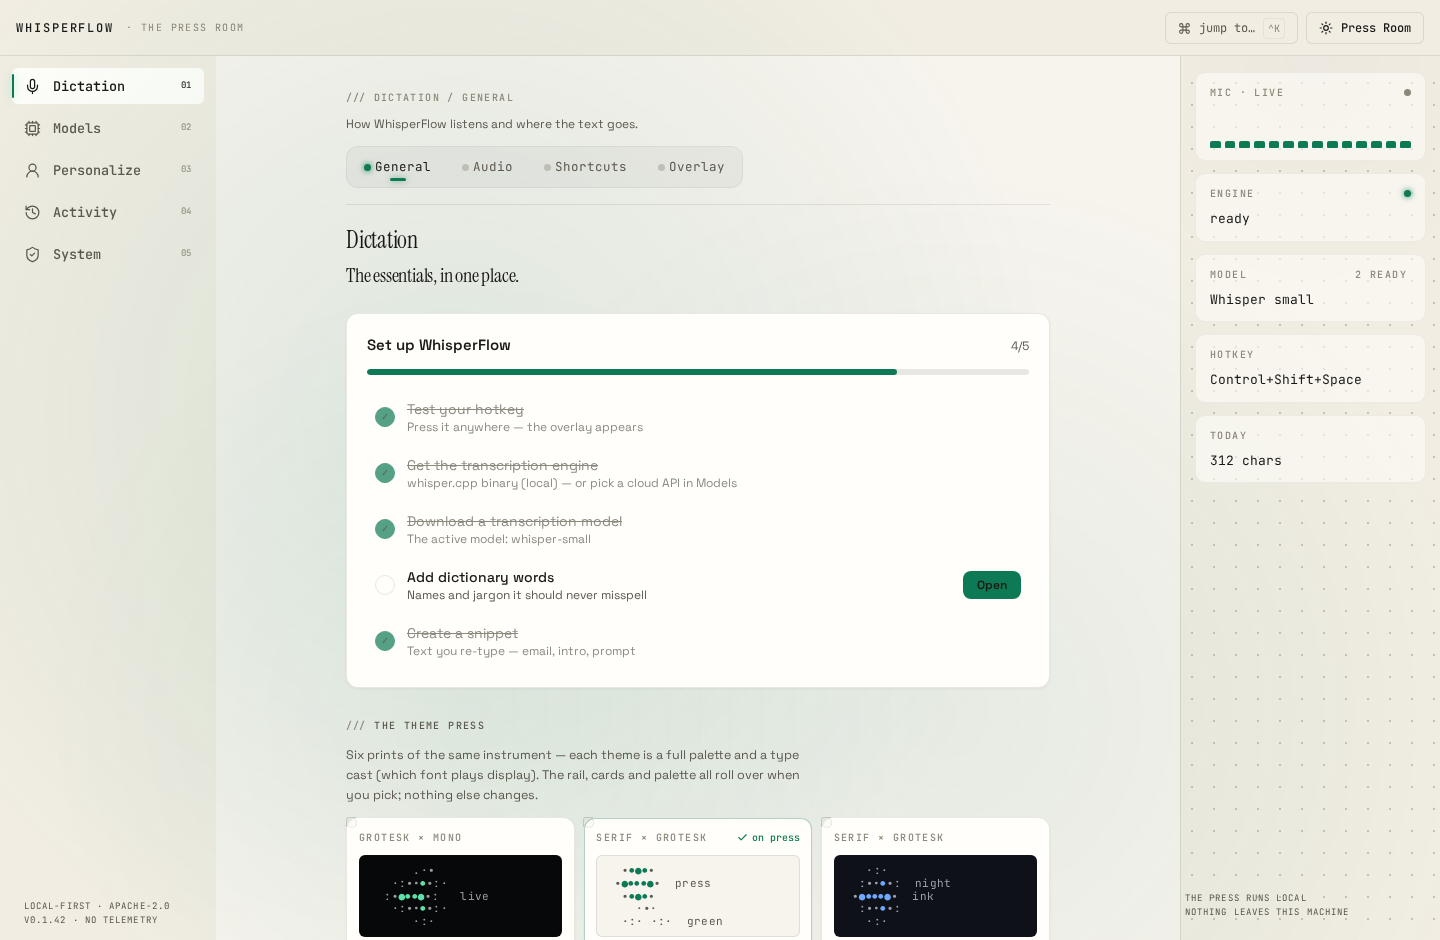 WHISPERFLOW · THE PRESS ROOM
jump to… ^K
Press Room
Dictation 01
Models 02
Personalize 03
Activity 04
System 05
LOCAL-FIRST · APACHE-2.0
V0.1.42 · NO TELEMETRY
/// DICTATION / GENERAL
How WhisperFlow listens and where the text goes.
General Audio Shortcuts Overlay
Dictation
The essentials, in one place.
Set up WhisperFlow 4/5
Test your hotkey
Press it anywhere — the overlay appears
Get the transcription engine
whisper.cpp binary (local) — or pick a cloud API in Models
Download a transcription model
The active model: whisper-small
Add dictionary words
Names and jargon it should never misspell
Open
Create a snippet
Text you re-type — email, intro, prompt
/// THE THEME PRESS
Six prints of the same instrument — each theme is a full palette and a type
cast (which font plays display). The rail, cards and palette all roll over when
you pick; nothing else changes.
GROTESK × MONO
live
SERIF × GROTESK on press
press
green
SERIF × GROTESK
night
ink
MIC · LIVE
ENGINE
ready
MODEL 2 READY
Whisper small
HOTKEY
Control+Shift+Space
TODAY
312 chars
THE PRESS RUNS LOCAL
NOTHING LEAVES THIS MACHINE